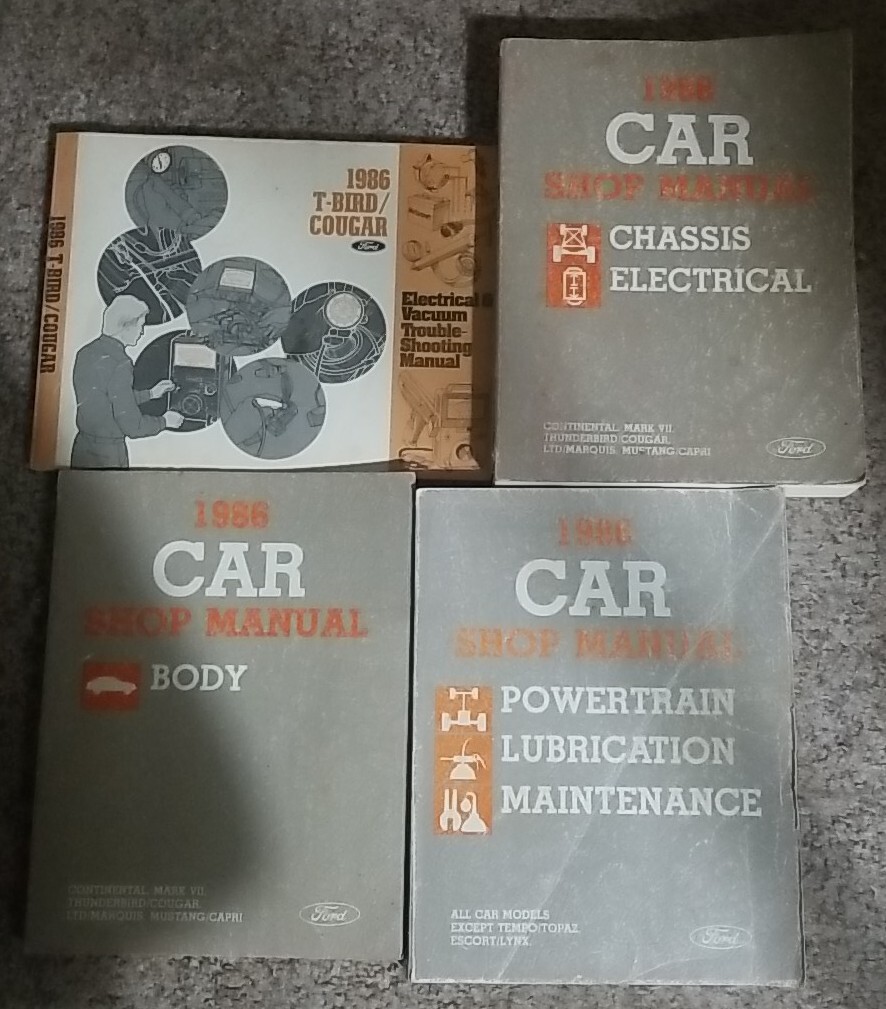 1986
T-BIRD/
COUGAR
Ford
Electrical &
Vacuum
Trouble-
Shooting
Manual
1986 T-BIRD/COUGAR
1986
CAR
SHOP MANUAL
CHASSIS
ELECTRICAL
CONTINENTAL, MARK VII,
THUNDERBIRD/COUGAR,
LTD/MARQUIS, MUSTANG/CAPRI
Ford
1986
CAR
SHOP MANUAL
BODY
CONTINENTAL, MARK VII,
THUNDERBIRD/COUGAR,
LTD/MARQUIS, MUSTANG/CAPRI
Ford
1986
CAR
SHOP MANUAL
POWERTRAIN
LUBRICATION
MAINTENANCE
ALL CAR MODELS
EXCEPT TEMPO/TOPAZ,
ESCORT/LYNX.
Ford